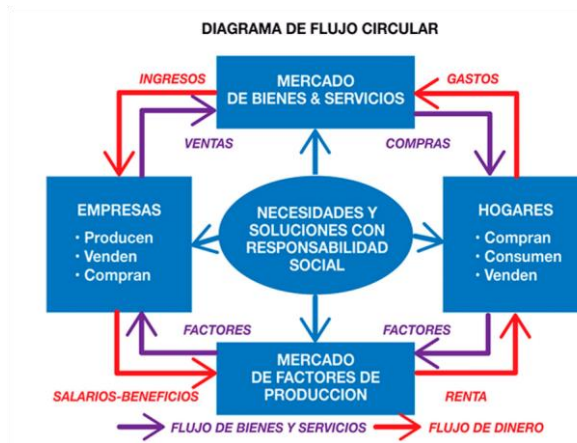 DIAGRAMA DE FLUJO CIRCULAR
INGRESOS
MERCADO
DE BIENES & SERVICIOS
GASTOS
VENTAS
COMPRAS
EMPRESAS
· Producen
· Venden
· Compran
NECESIDADES Y
SOLUCIONES CON
RESPONSABILIDAD
SOCIAL
HOGARES
· Compran
· Consumen
· Venden
FACTORES
FACTORES
MERCADO
DE FACTORES DE
PRODUCCION
SALARIOS-BENEFICIOS
RENTA
FLUJO DE BIENES Y SERVICIOS
FLUJO DE DINERO